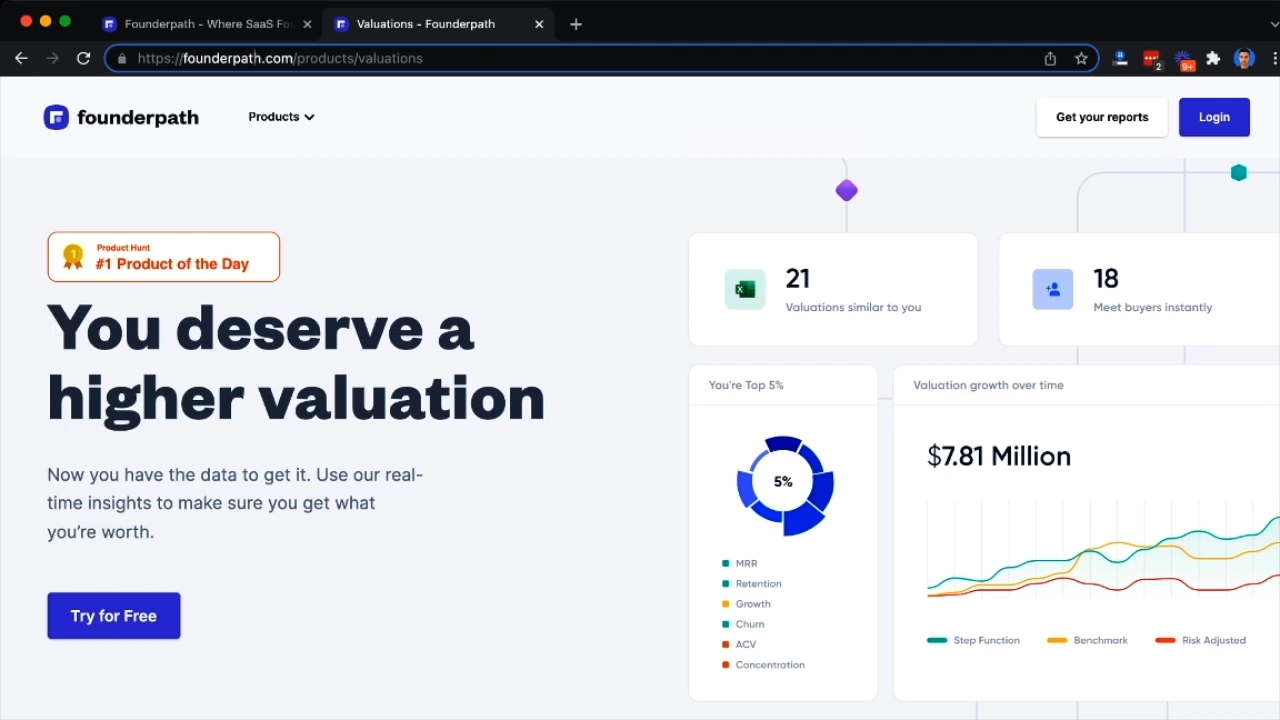 Founderpath - Where SaaS Fo
Valuations - Founderpath
https://founderpath.com/products/valuations
2
9+
founderpath
Products
Get your reports
Login
Product Hunt
#1 Product of the Day
1
You deserve a
higher valuation
Now you have the data to get it. Use our real-
time insights to make sure you get what
you’re worth.
Try for Free
21
Valuations similar to you
18
Meet buyers instantly
You're Top 5%
5%
MRR
Retention
Growth
Churn
ACV
Concentration
Valuation growth over time
$7.81 Million
Step Function
Benchmark
Risk Adjusted